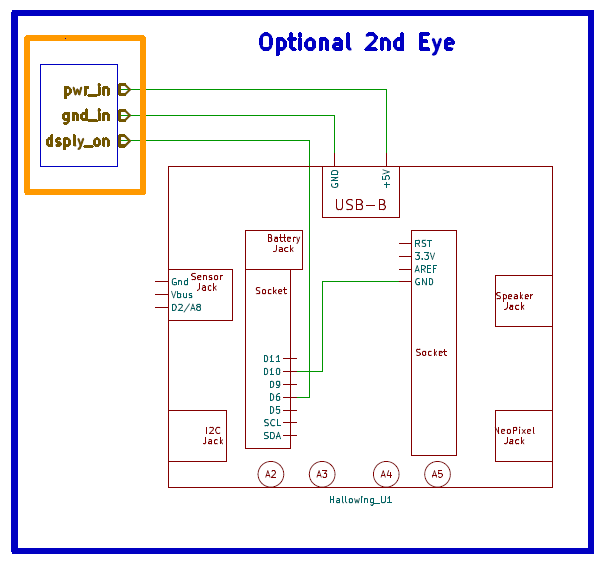 Optional 2nd Eye
pwr_in
gnd_in
dsply_on
GND
+5V
USB-B
Battery
Jack
RST
3.3V
AREF
GND
Sensor
Jack
Gnd
Vbus
D2/A8
Socket
Speaker
Jack
Socket
D11
D10
D9
D6
D5
SCL
SDA
I2C
Jack
NeoPixel
Jack
A2
A3
A4
A5
Hallowing_U1